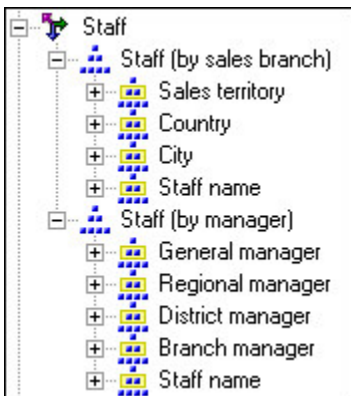 Staff
Staff (by sales branch)
Sales territory
Country
City
Staff name
Staff (by manager)
General manager
Regional manager
District manager
Branch manager
Staff name